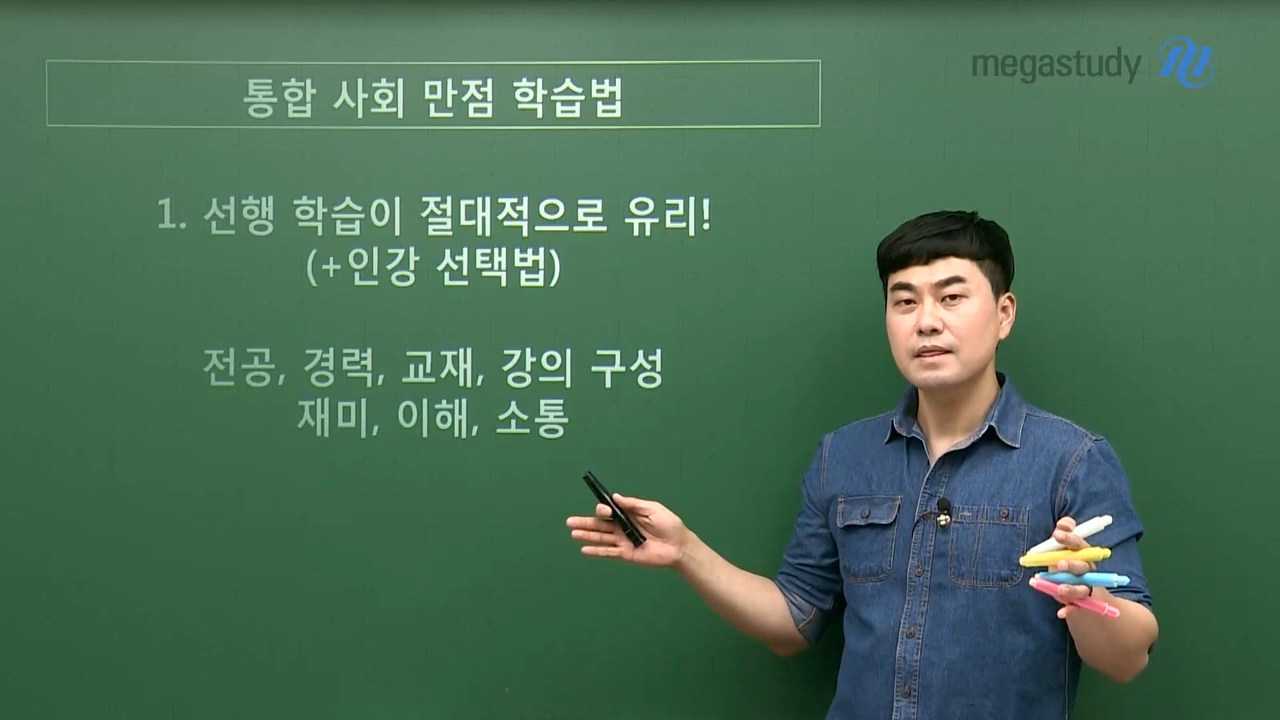 megastudy
통합 사회 만점 학습법
1. 선행 학습이 절대적으로 유리!
(+인강 선택법)
전공, 경력, 교재, 강의 구성
재미, 이해, 소통